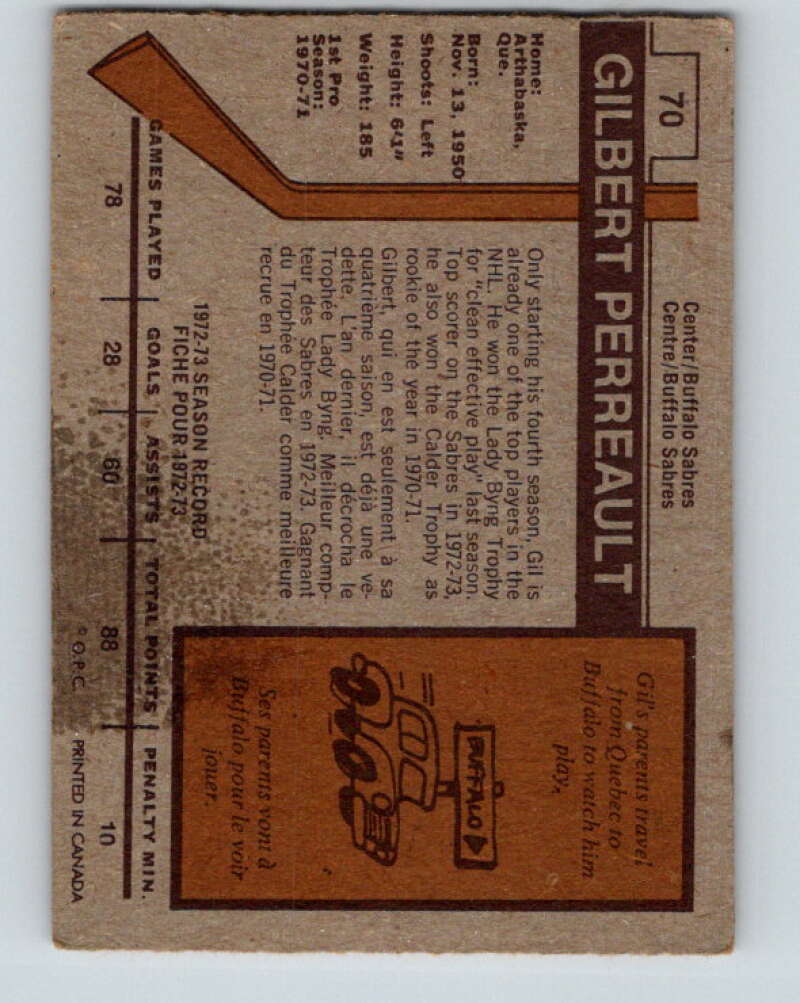 70
Center/Buffalo Sabres
Centre/Buffalo Sabres
GILBERT PERREAULT
Home:
Arthabaska,
Que.
Born:
Nov. 13, 1950
Shoots: Left
Height: 6'1"
Weight: 185
1st Pro
Season:
1970-71
Only starting his fourth season, Gil is
already one of the top players in the
NHL. He won the Lady Byng Trophy
for "clean effective play" last season.
Top scorer on the Sabres in 1972-73,
he also won the Calder Trophy as
rookie of the year in 1970-71.
Gilbert, qui en est seulement à sa
quatrième saison, est déjà une ve-
dette. L'an dernier, il décrocha le
Trophée Lady Byng. Meilleur comp-
teur des Sabres en 1972-73. Gagnant
du Trophée Calder comme meilleure
recrue en 1970-71.
Gil's parents travel
from Quebec to
Buffalo to watch him
play.
BUFFALO
Ses parents vont à
Buffalo pour le voir
jouer.
1972-73 SEASON RECORD
FICHE POUR 1972-73
GAMES PLAYED GOALS ASSISTS TOTAL POINTS PENALTY MIN.
78 28 60 88 10
© O.P.C. PRINTED IN CANADA